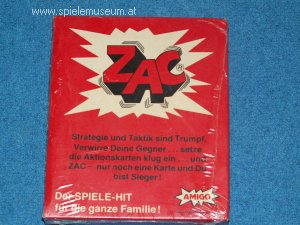 www.spielemuseum.at
ZAC
Strategie und Taktik sind Trumpf.
Verwirre Deine Gegner . . . setze
die Aktionskarten klug ein . . . und
ZAC – nur noch eine Karte und Du
bist Sieger!
Der SPIELE-HIT
für die ganze Familie!
AMIGO